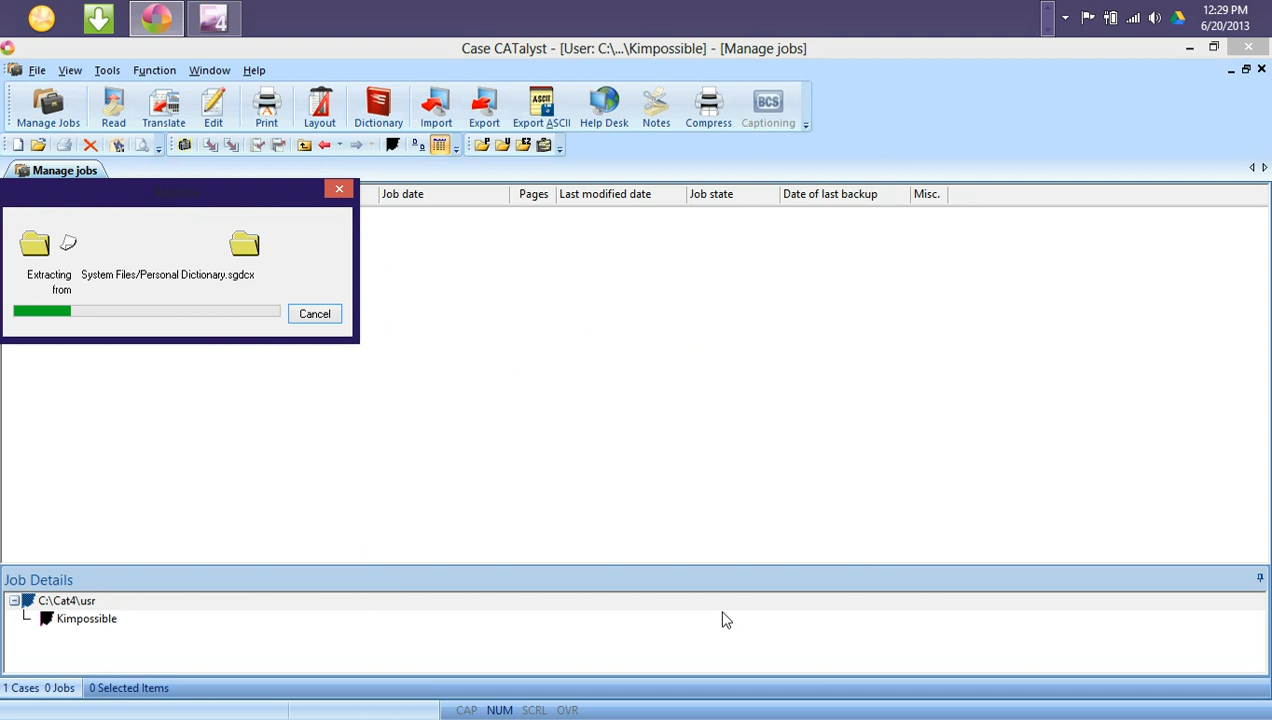 4
12:29 PM
6/20/2013
Case CATalyst - [User: C:\...\Kimpossible] - [Manage jobs]
File View Tools Function Window Help
ASCII BCS
Manage Jobs Read Translate Edit Print Layout Dictionary Import Export Export ASCII Help Desk Notes Compress Captioning
Manage jobs
Job date Pages Last modified date Job state Date of last backup Misc.
Extracting System Files/Personal Dictionary.sgdcx
from
Cancel
Job Details
C:\Cat4\usr
Kimpossible
1 Cases 0 Jobs 0 Selected Items
CAP NUM SCRL OVR